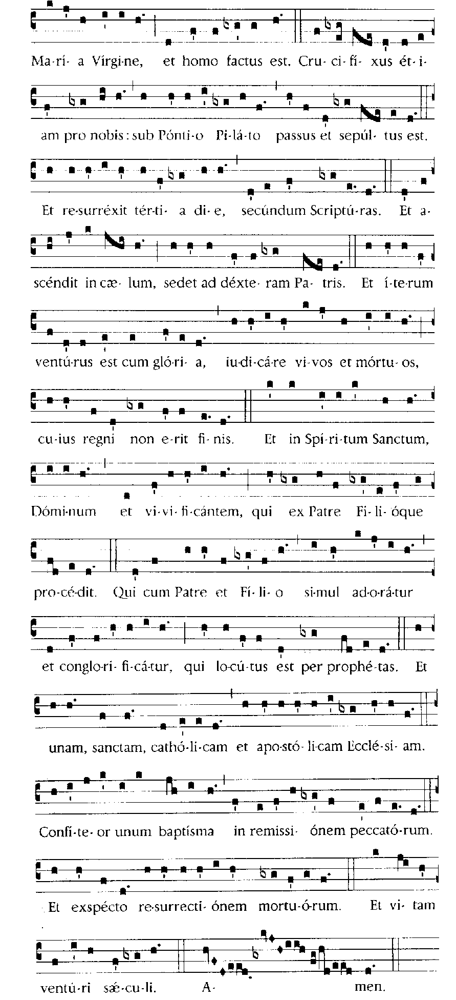 Ma-rí- a Vírgi-ne, et homo factus est. Cru- ci- fí- xus ét- i-
am pro nobis : sub Pónti-o Pi-lá-to passus et sepúl- tus est.
Et re-surréxit tér-ti- a di- e, secúndum Scriptú-ras. Et a-
scéndit in cæ- lum, sedet ad déxte- ram Pa- tris. Et í-te-rum
ventú-rus est cum gló-ri- a, iu-di-cá-re vi-vos et mórtu- os,
cu-ius regni non e-rit fi- nis. Et in Spí-ri-tum Sanctum,
Dómi-num et vi-vi- fi-cántem, qui ex Patre Fi- li- óque
pro-cé-dit. Qui cum Patre et Fí- li- o si-mul ad-o-rá-tur
et conglo-ri- fi-cá-tur, qui lo-cú-tus est per prophé-tas. Et
unam, sanctam, cathó-li-cam et apo-stó- li-cam Ecclé-si- am.
Confí-te- or unum baptísma in remissi- ónem peccató-rum.
Et exspécto re-surrecti- ónem mortu-ó-rum. Et vi- tam
ventú-ri sǽ-cu-li. A- men.